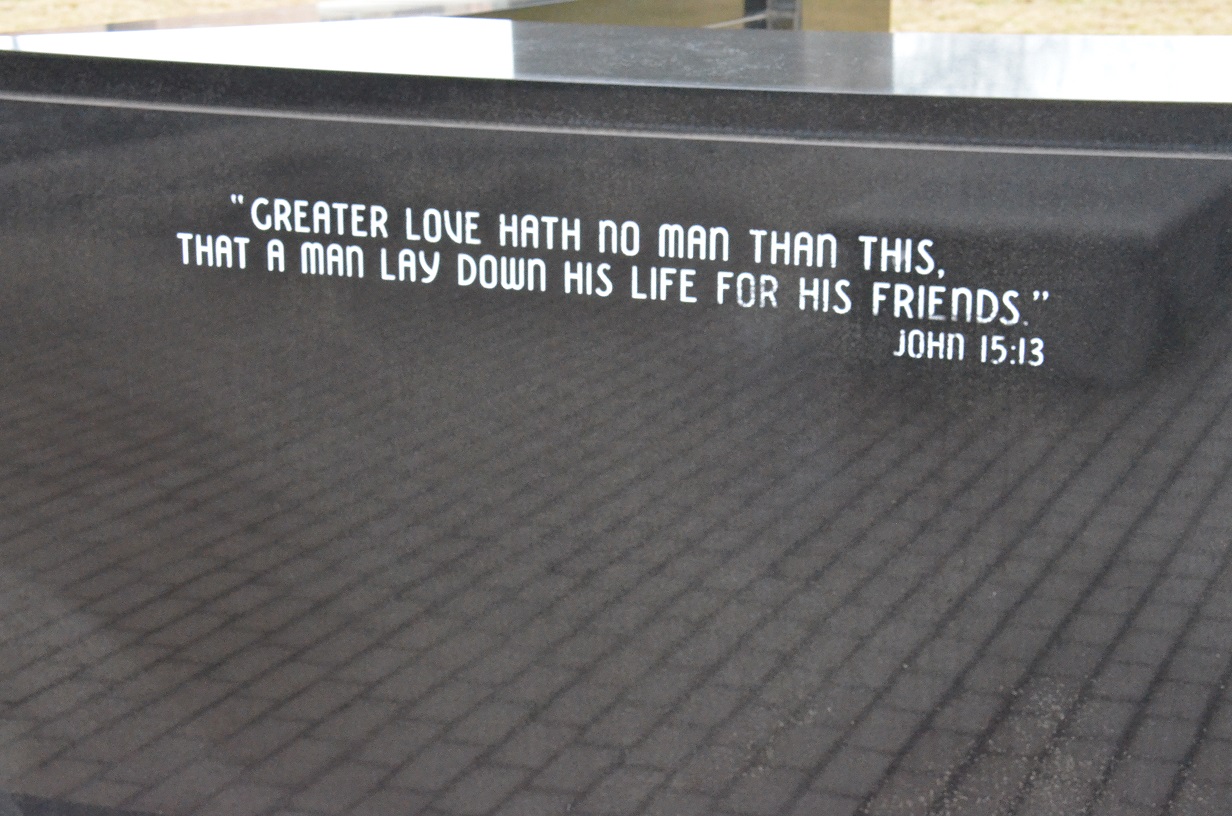 "GREATER LOVE HATH NO MAN THAN THIS,
THAT A MAN LAY DOWN HIS LIFE FOR HIS FRIENDS."
JOHN 15:13